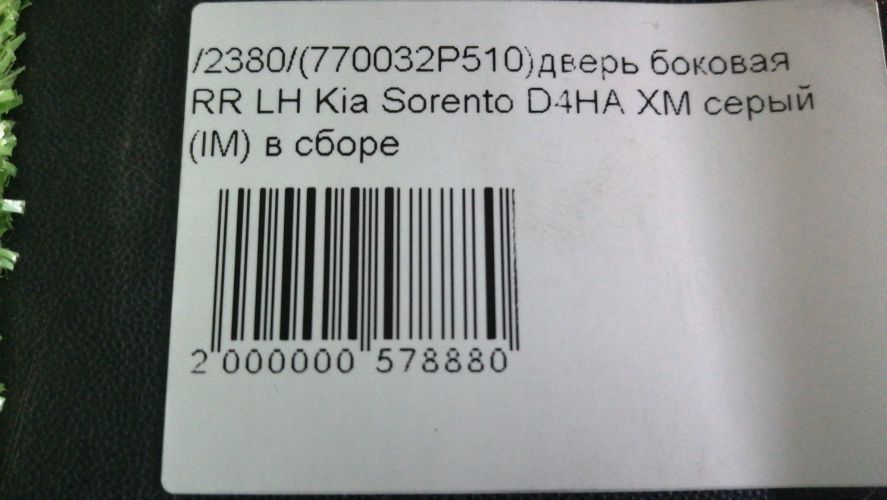 /2380/(770032P510)дверь боковая
RR LH Kia Sorento D4HA XM серый
(IM) в сборе
2 000000 578880